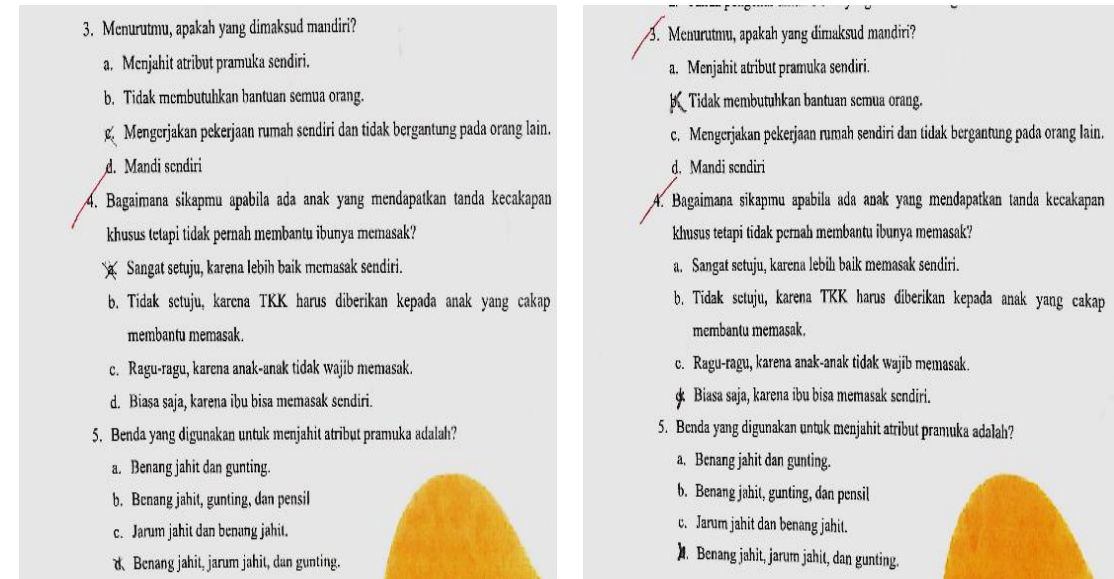 3. Menurutmu, apakah yang dimaksud mandiri?
a. Menjahit atribut pramuka sendiri.
b. Tidak membutuhkan bantuan semua orang.
c. Mengerjakan pekerjaan rumah sendiri dan tidak bergantung pada orang lain.
d. Mandi sendiri
4. Bagaimana sikapmu apabila ada anak yang mendapatkan tanda kecakapan
khusus tetapi tidak pernah membantu ibunya memasak?
a. Sangat setuju, karena lebih baik memasak sendiri.
b. Tidak setuju, karena TKK harus diberikan kepada anak yang cakap
membantu memasak.
c. Ragu-ragu, karena anak-anak tidak wajib memasak.
d. Biasa saja, karena ibu bisa memasak sendiri.
5. Benda yang digunakan untuk menjahit atribut pramuka adalah?
a. Benang jahit dan gunting.
b. Benang jahit, gunting, dan pensil
c. Jarum jahit dan benang jahit.
d. Benang jahit, jarum jahit, dan gunting.
3. Menurutmu, apakah yang dimaksud mandiri?
a. Menjahit atribut pramuka sendiri.
b. Tidak membutuhkan bantuan semua orang.
c. Mengerjakan pekerjaan rumah sendiri dan tidak bergantung pada orang lain.
d. Mandi sendiri
4. Bagaimana sikapmu apabila ada anak yang mendapatkan tanda kecakapan
khusus tetapi tidak pernah membantu ibunya memasak?
a. Sangat setuju, karena lebih baik memasak sendiri.
b. Tidak setuju, karena TKK harus diberikan kepada anak yang cakap
membantu memasak.
c. Ragu-ragu, karena anak-anak tidak wajib memasak.
d. Biasa saja, karena ibu bisa memasak sendiri.
5. Benda yang digunakan untuk menjahit atribut pramuka adalah?
a. Benang jahit dan gunting.
b. Benang jahit, gunting, dan pensil
c. Jarum jahit dan benang jahit.
d. Benang jahit, jarum jahit, dan gunting.